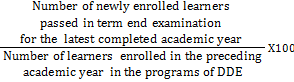 Number of newly enrolled learners
passed in term end examination
for the latest completed academic year
X100
Number of learners enrolled in the preceding
academic year in the programs of DDE